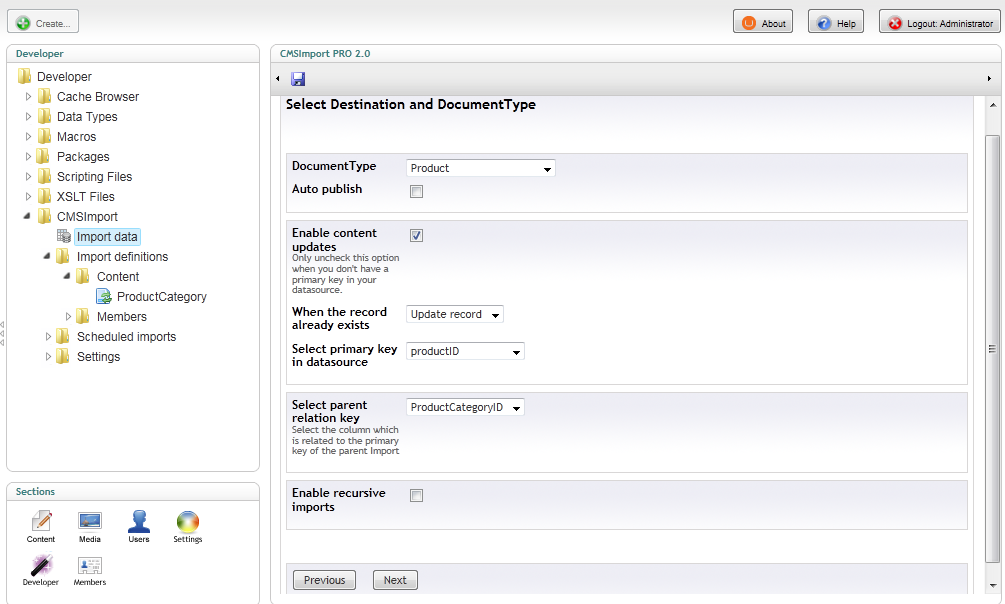 Create...
About
Help
Logout: Administrator
Developer
Developer
Cache Browser
Data Types
Macros
Packages
Scripting Files
XSLT Files
CMSImport
Import data
Import definitions
Content
ProductCategory
Members
Scheduled imports
Settings
Sections
Content
Media
Users
Settings
Developer
Members
CMSImport PRO 2.0
Select Destination and DocumentType
DocumentType
Product
Auto publish
Enable content
updates
Only uncheck this option
when you don't have a
primary key in your
datasource.
When the record
already exists
Update record
Select primary key
in datasource
productID
Select parent
relation key
ProductCategoryID
Select the column which
is related to the primary
key of the parent Import
Enable recursive
imports
Previous
Next